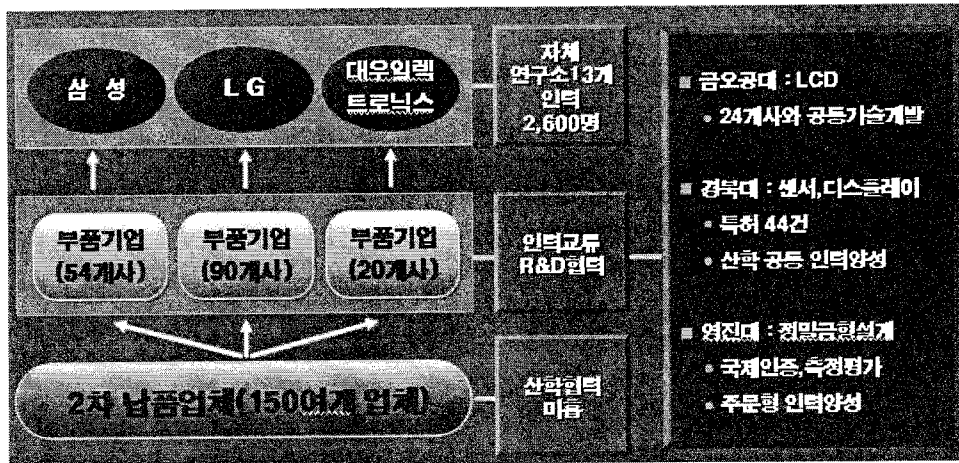 삼 성
L G
대우일렉
트로닉스
자체
연구소13개
인력
2,600명
부품기업
(54개사)
부품기업
(90개사)
부품기업
(20개사)
인력교류
R&D협력
2차 납품업체(150여개 업체)
산학협력
미흡
금오공대 : LCD
24개사와 공동기술개발
경북대 : 센서,디스플레이
특허 44건
산학 공동 인력양성
영진대 : 정밀금형설계
국제인증,측정평가
주문형 인력양성